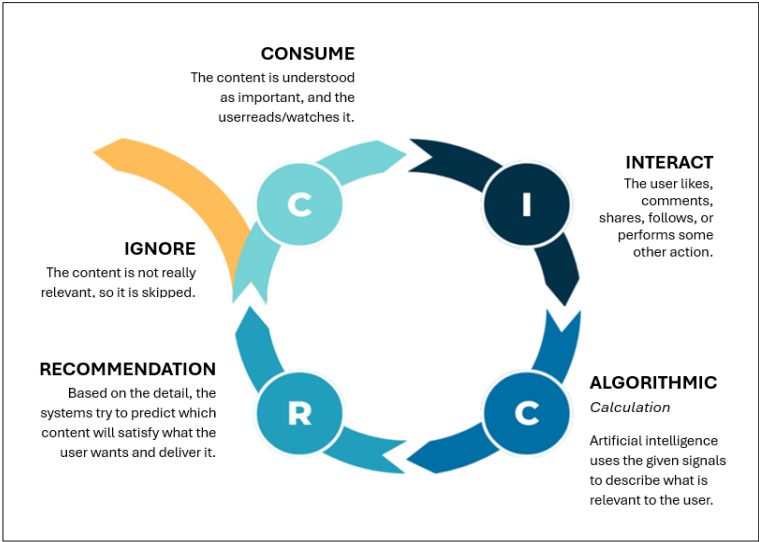 CONSUME
The content is understood
as important, and the
userreads/watches it.
C
I
INTERACT
The user likes,
comments,
shares, follows, or
performs some
other action.
IGNORE
The content is not really
relevant, so it is skipped.
RECOMMENDATION
Based on the detail, the
systems try to predict which
content will satisfy what the
user wants and deliver it.
R
C
ALGORITHMIC
Calculation
Artificial intelligence
uses the given signals
to describe what is
relevant to the user.